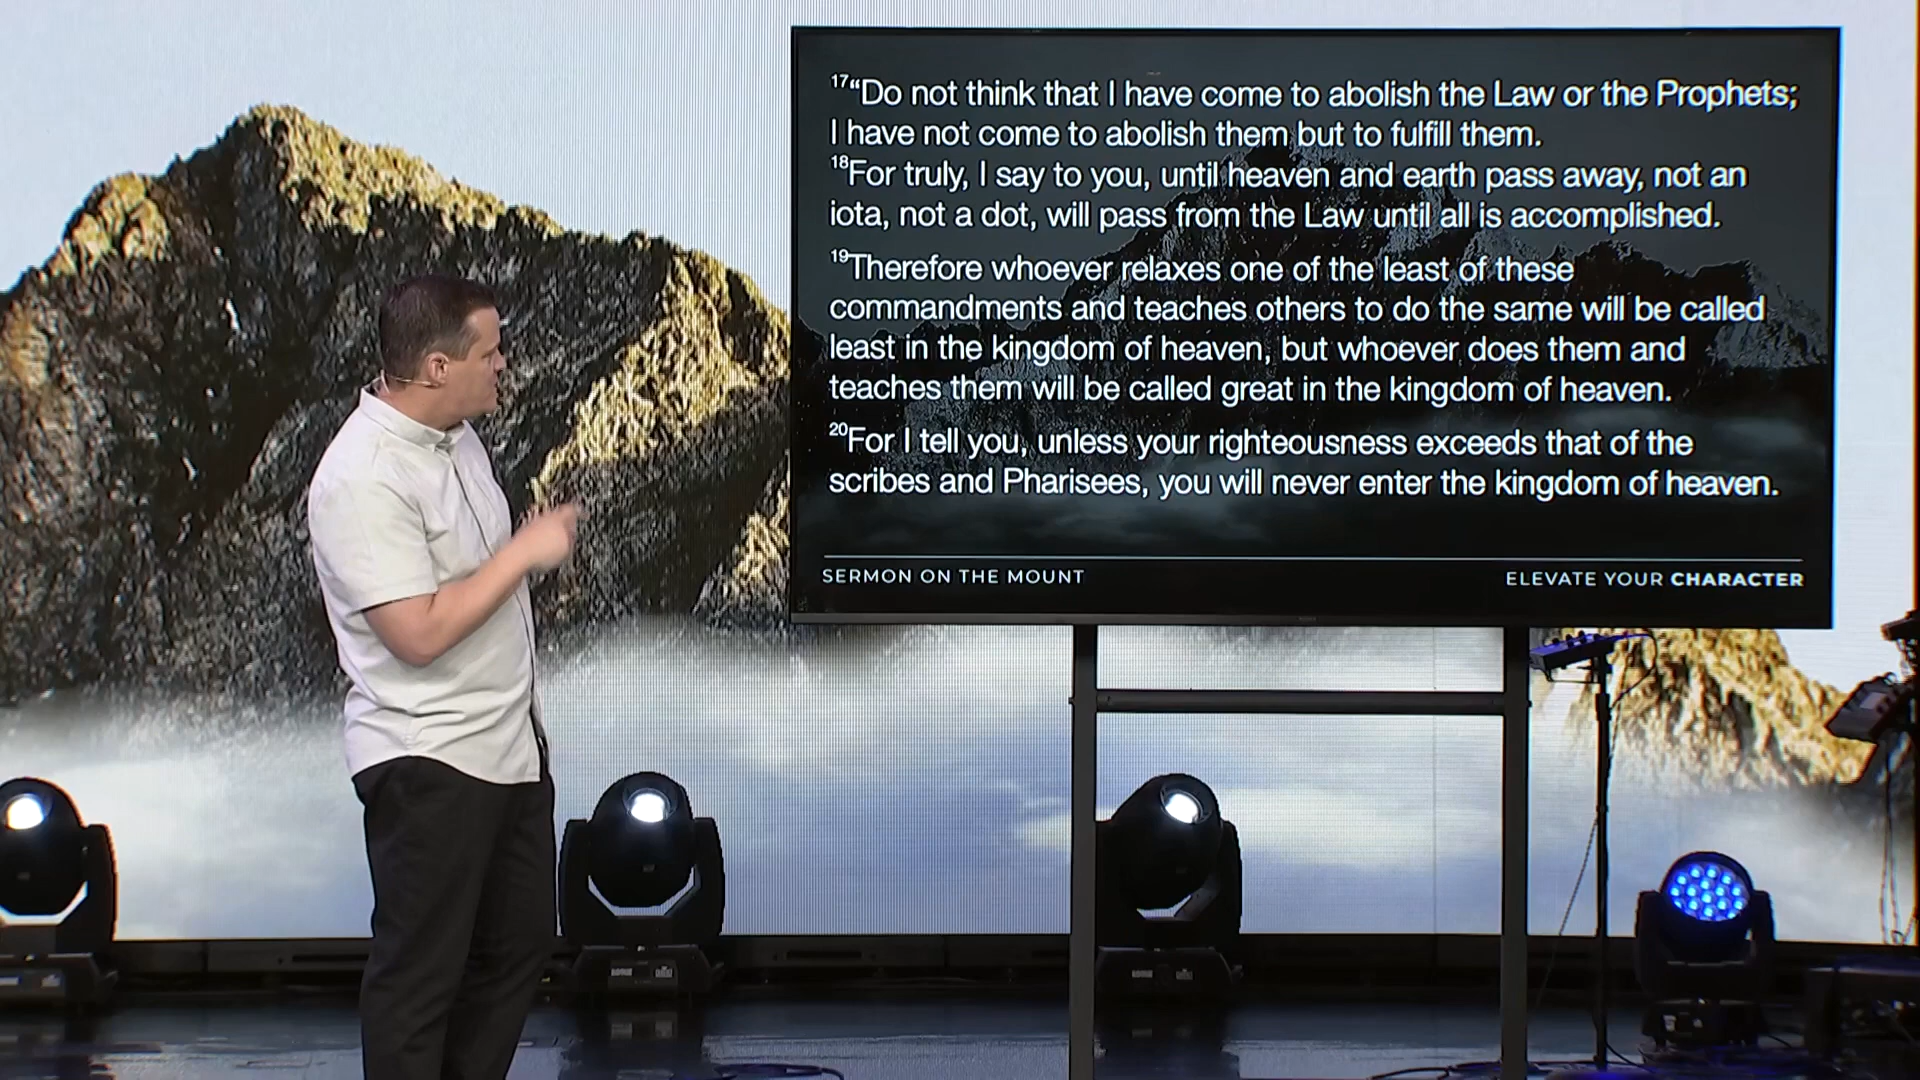 17“Do not think that I have come to abolish the Law or the Prophets;
I have not come to abolish them but to fulfill them.
18For truly, I say to you, until heaven and earth pass away, not an
iota, not a dot, will pass from the Law until all is accomplished.
19Therefore whoever relaxes one of the least of these
commandments and teaches others to do the same will be called
least in the kingdom of heaven, but whoever does them and
teaches them will be called great in the kingdom of heaven.
20For I tell you, unless your righteousness exceeds that of the
scribes and Pharisees, you will never enter the kingdom of heaven.
SERMON ON THE MOUNT
ELEVATE YOUR CHARACTER